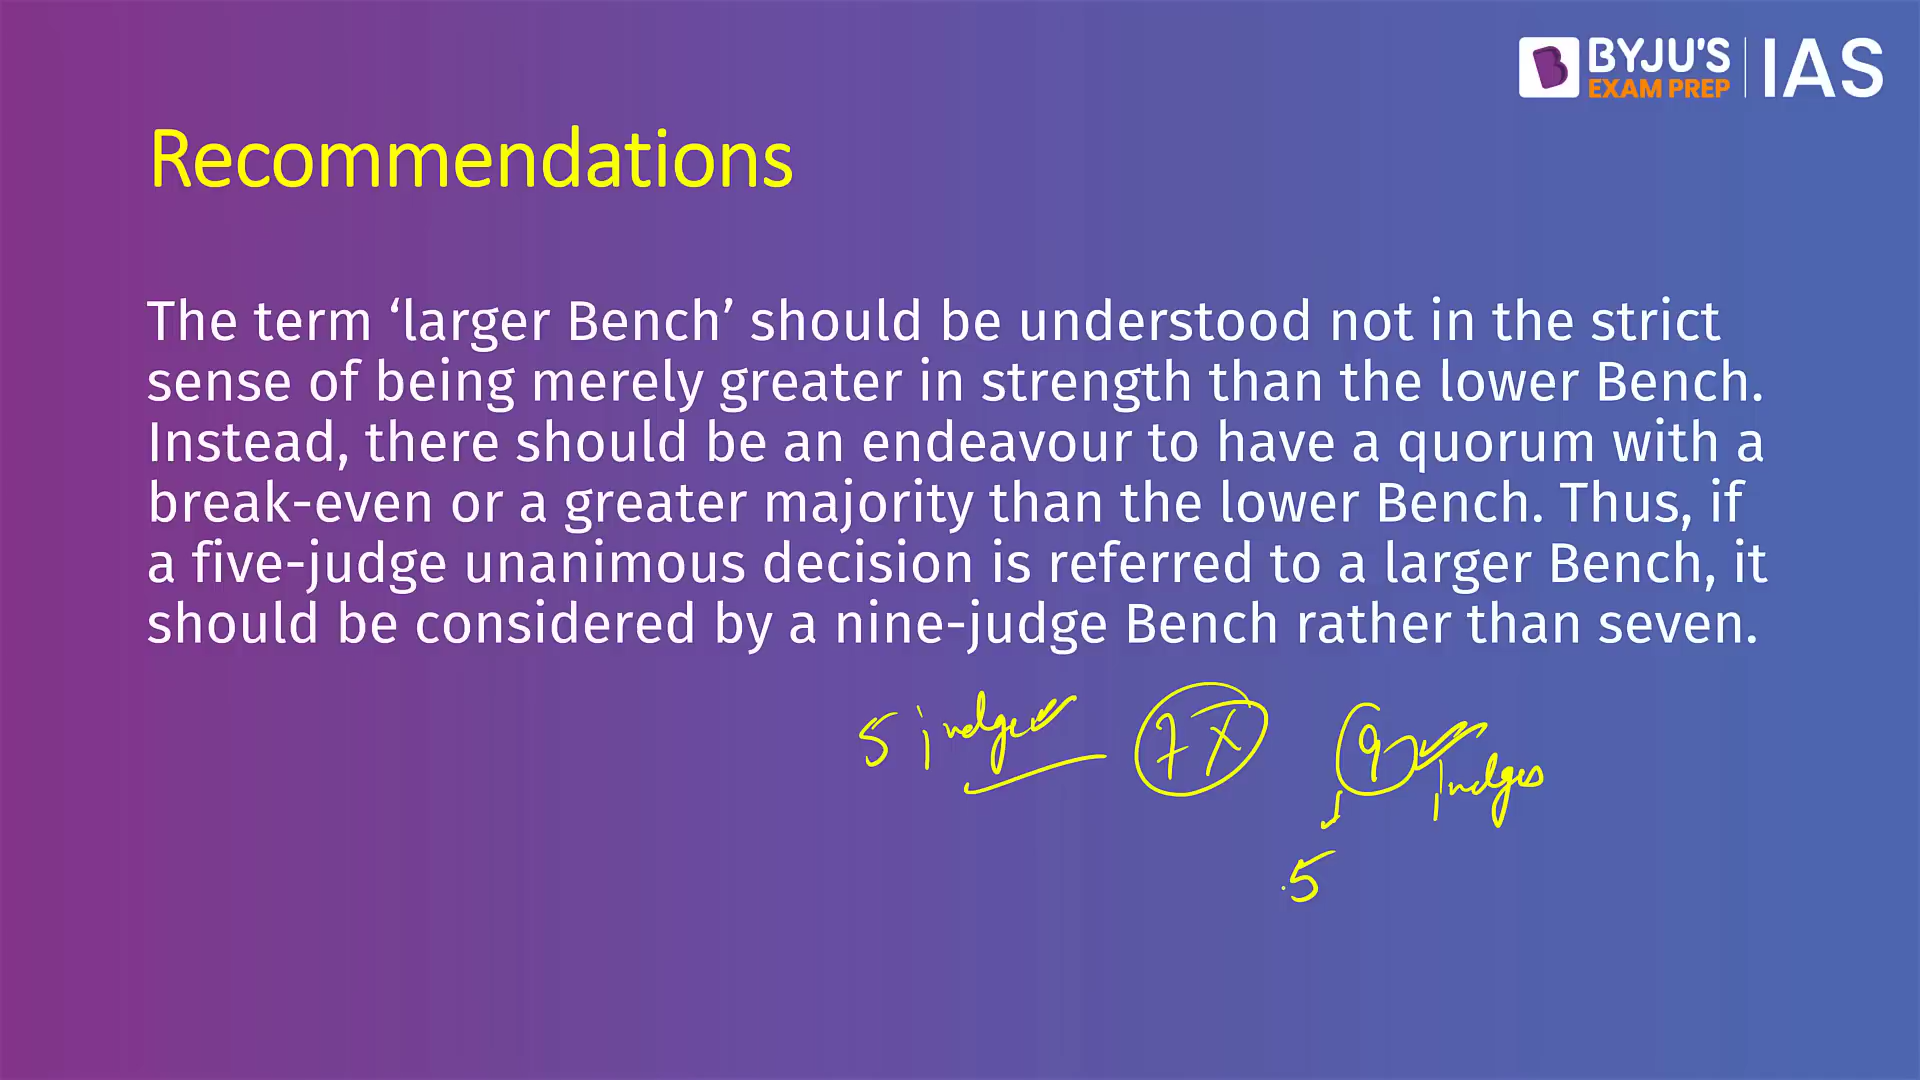 BYJU'S
EXAM PREP
IAS
Recommendations
The term ‘larger Bench’ should be understood not in the strict
sense of being merely greater in strength than the lower Bench.
Instead, there should be an endeavour to have a quorum with a
break-even or a greater majority than the lower Bench. Thus, if
a five-judge unanimous decision is referred to a larger Bench, it
should be considered by a nine-judge Bench rather than seven.
5 judges 7 X 9 judges
5